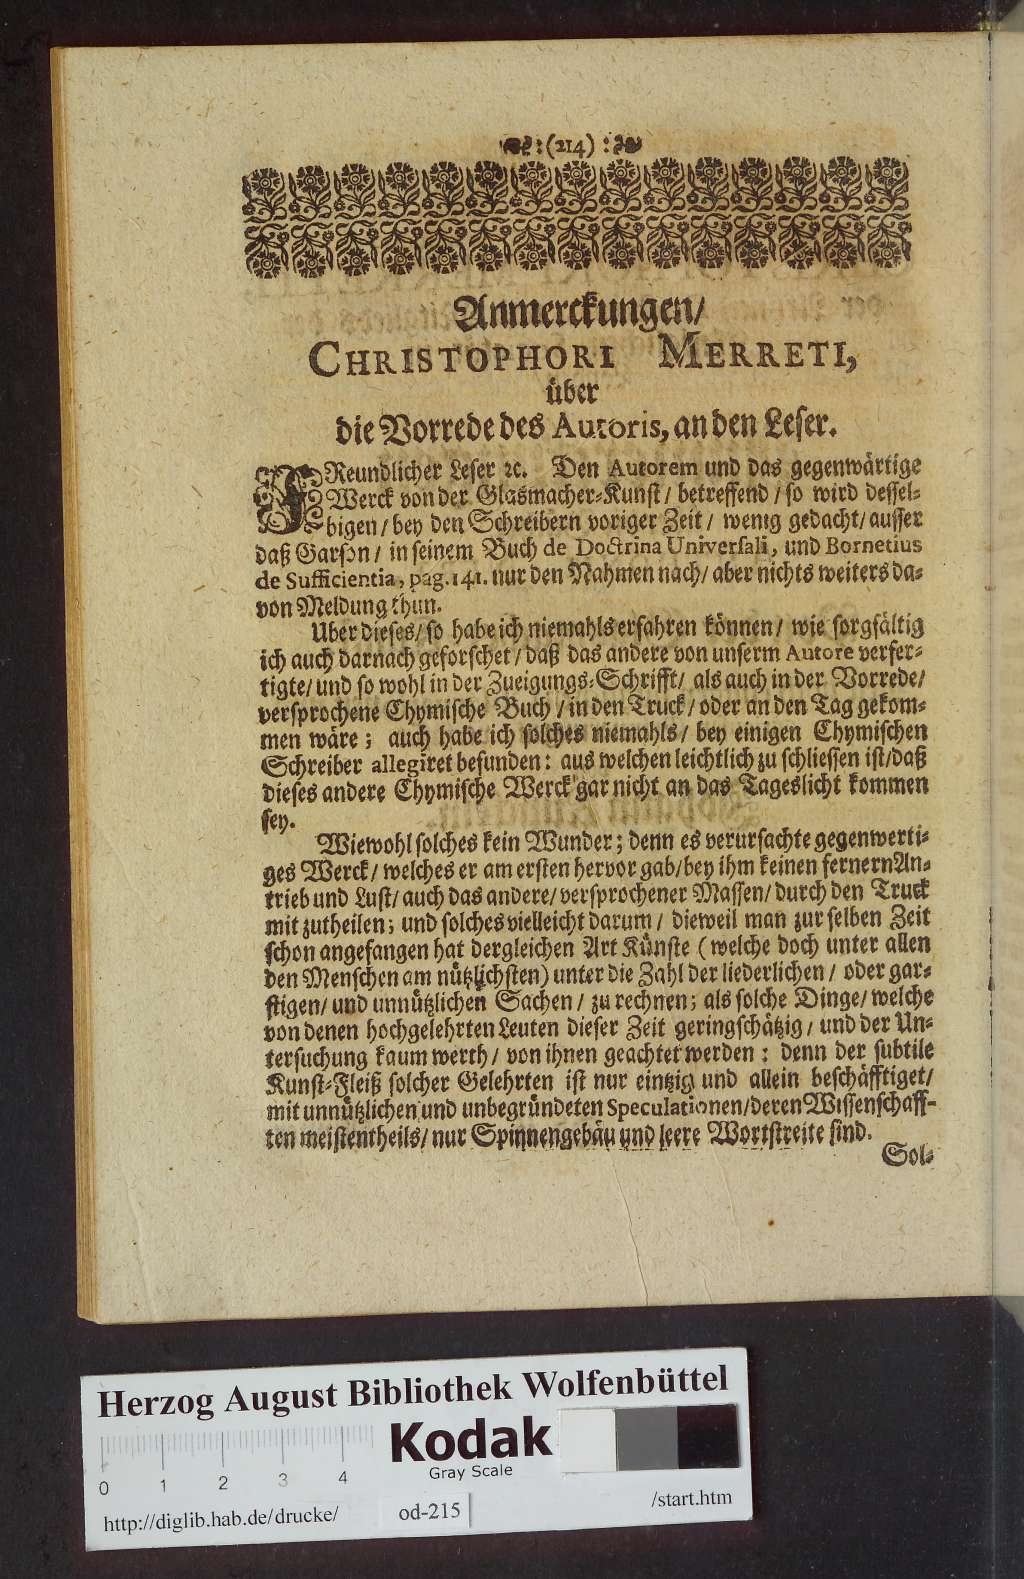 :(214):
Anmerckungen/
CHRISTOPHORI MERRETI,
über
die Vorrede des Autoris, an den Leser.
FReundlicher Leser ꝛc. Den Autorem und das gegenwärtige
Werck von der Glasmacher-Kunst/ betreffend/ so wird dessel-
bigen/ bey den Schreibern voriger Zeit/ wenig gedacht/ ausser
daß Garson/ in seinem Buch de Doctrina Universali, und Bornetius
de Sufficientia, pag. 141. nur den Nahmen nach/ aber nichts weiters da-
von Meldung thun.
Uber dieses/ so habe ich niemahls erfahren können/ wie sorgfältig
ich auch darnach geforschet/ daß das andere von unserm Autore verfer-
tigte/ und so wohl in der Zueigungs-Schrifft/ als auch in der Vorrede/
versprochene Chymische Buch/ in den Truck/ oder an den Tag gekom-
men wäre; auch habe ich solches niemahls/ bey einigen Chymischen
Schreiber allegiret befunden: aus welchen leichtlich zu schliessen ist/ daß
dieses andere Chymische Werck gar nicht an das Tageslicht kommen
sey.
Wiewohl solches kein Wunder; denn es verursachte gegenwerti-
ges Werck/ welches er am ersten hervor gab/ bey ihm keinen fernern An-
trieb und Lust/ auch das andere/ versprochener Massen/ durch den Truck
mit zutheilen; und solches vielleicht darum/ dieweil man zur selben Zeit
schon angefangen hat dergleichen Art Künste (welche doch unter allen
den Menschen am nützlichsten) unter die Zahl der liederlichen/ oder gar-
stigen/ und unnützlichen Sachen/ zu rechnen; als solche Dinge/ welche
von denen hochgelehrten Leuten dieser Zeit geringschätzig/ und der Un-
tersuchung kaum werth/ von ihnen geachtet werden: denn der subtile
Kunst-Fleiß solcher Gelehrten ist nur eintzig und allein beschäfftiget/
mit unnützlichen und unbegründeten Speculationen/ deren Wissenschaff-
ten meistentheils/ nur Spinnengebäu und leere Wortstreite sind.
Sol-
Herzog August Bibliothek Wolfenbüttel
Kodak
Gray Scale
0 1 2 3 4
http://diglib.hab.de/drucke/ od-215 /start.htm